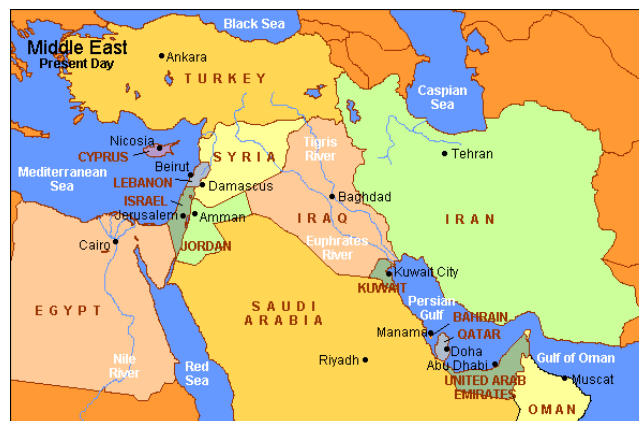 Black Sea
Middle East
Present Day
Ankara
TURKEY
Caspian
Sea
Nicosia
CYPRUS
SYRIA
Tigris
River
Tehran
Beirut
Mediterranean
Sea
LEBANON
Damascus
ISRAEL
Baghdad
Jerusalem
Amman
IRAQ
IRAN
Cairo
JORDAN
Euphrates
River
Kuwait City
KUWAIT
EGYPT
SAUDI
ARABIA
Persian
Gulf
BAHRAIN
Manama
QATAR
Doha
Nile
River
Red
Sea
Riyadh
Abu Dhabi
Gulf of Oman
UNITED ARAB
EMIRATES
Muscat
OMAN